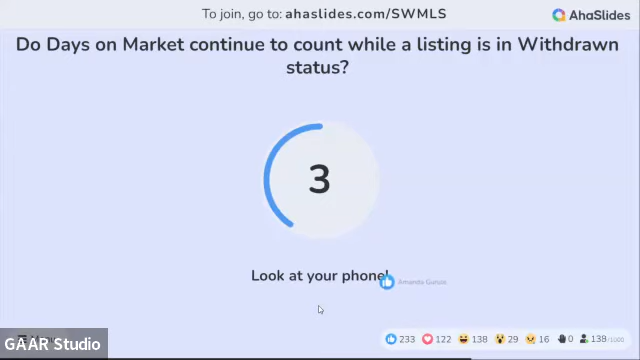 To join, go to: ahaslides.com/SWMLS
AhaSlides
Do Days on Market continue to count while a listing is in Withdrawn
status?
3
Look at your phone!
GAAR Studio
233 122 138 29 16 0 138/1000